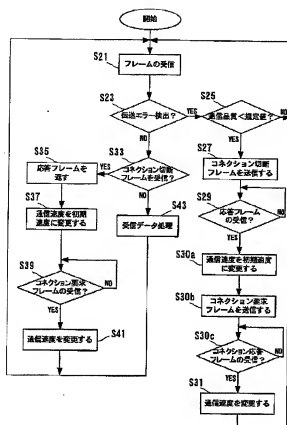 開始
S21
フレームの受信
S23
伝送エラー検出?
YES
NO
S25
通信品質<規定値?
NO
YES
S27
コネクション切断
フレームを送信する
S29
応答フレーム
の受信?
NO
YES
S30a
通信速度を初期速度
に変更する
S30b
コネクション要求
フレームを送信する
S30c
コネクション応答
フレームの受信?
NO
YES
S31
通信速度を変更する
S33
コネクション切断
フレームを受信?
YES
NO
S43
受信データ処理
S35
応答フレームを
返す
S37
通信速度を初期
速度に変更する
S39
コネクション要求
フレームの受信?
NO
YES
S41
通信速度を変更する